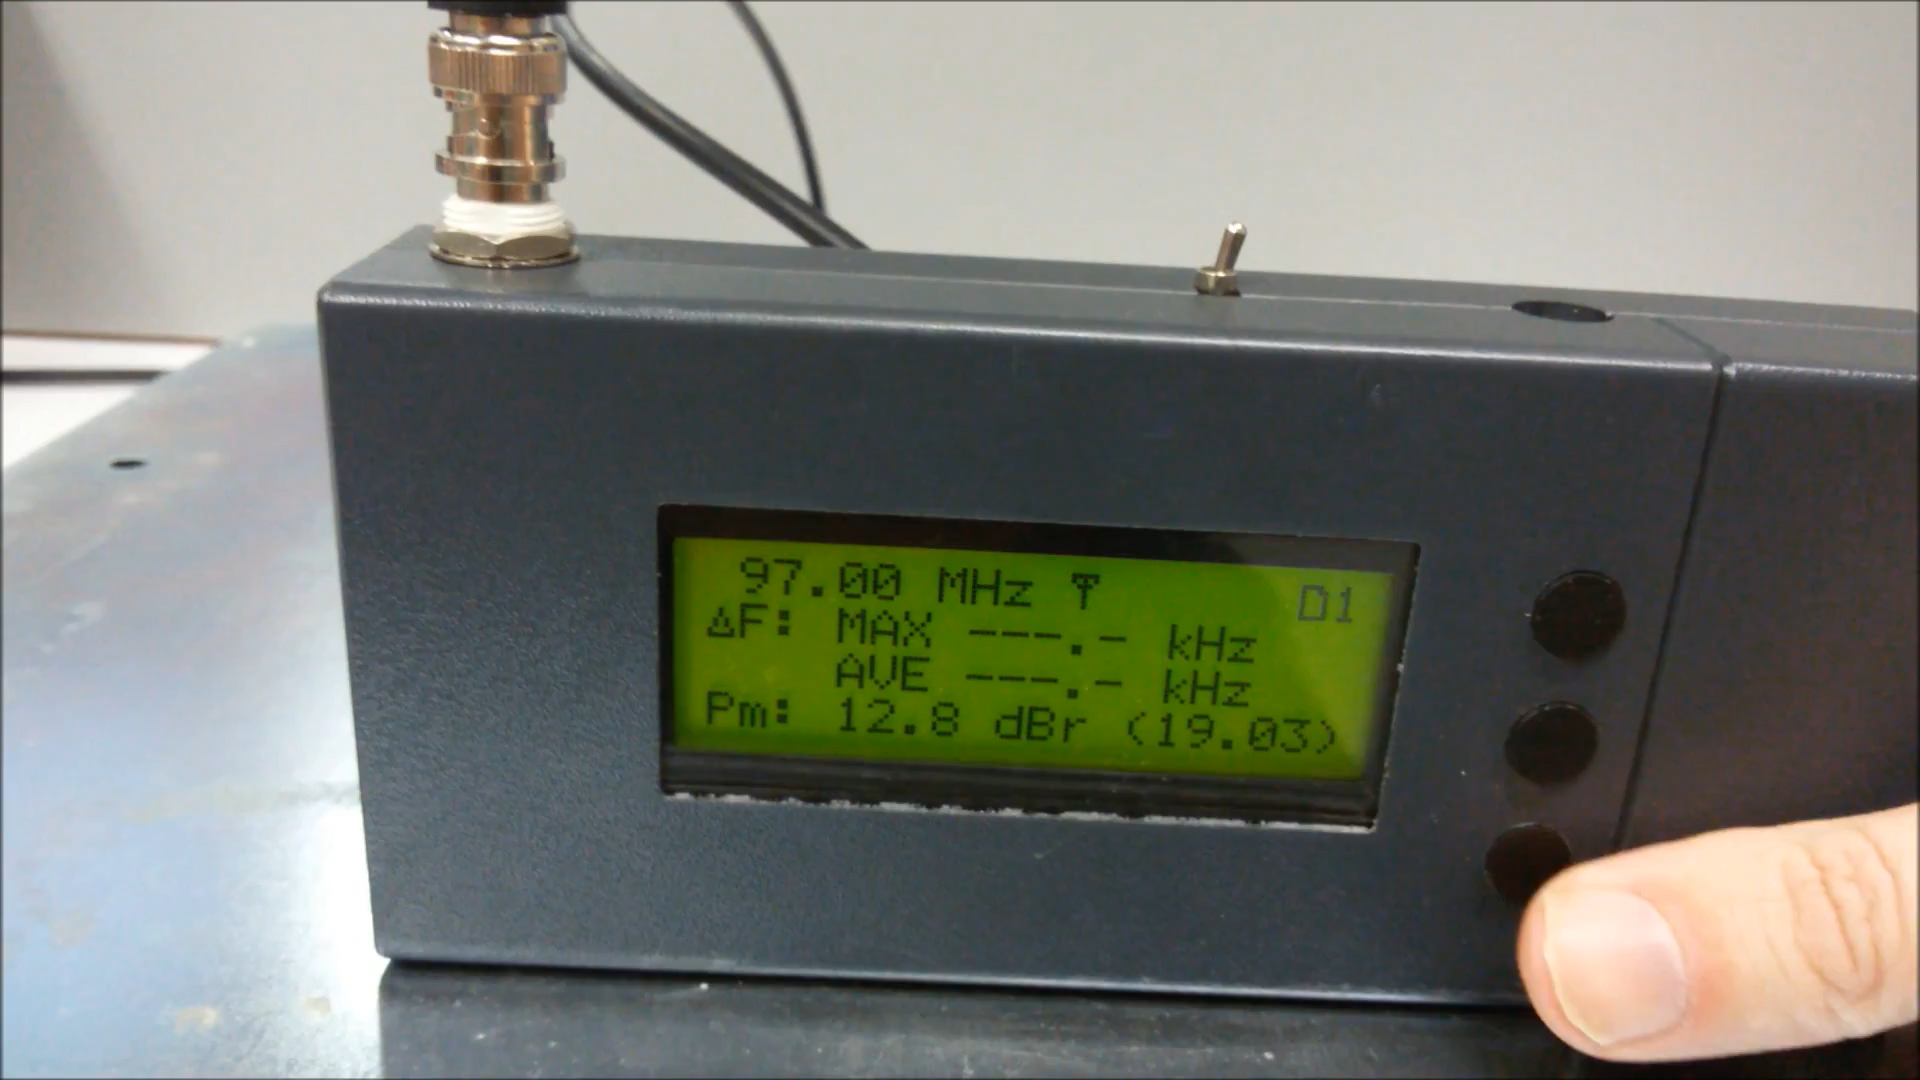 97.00 MHz D1
ΔF: MAX ---.- kHz
AVE ---.- kHz
Pm: 12.8 dBr (19.03)